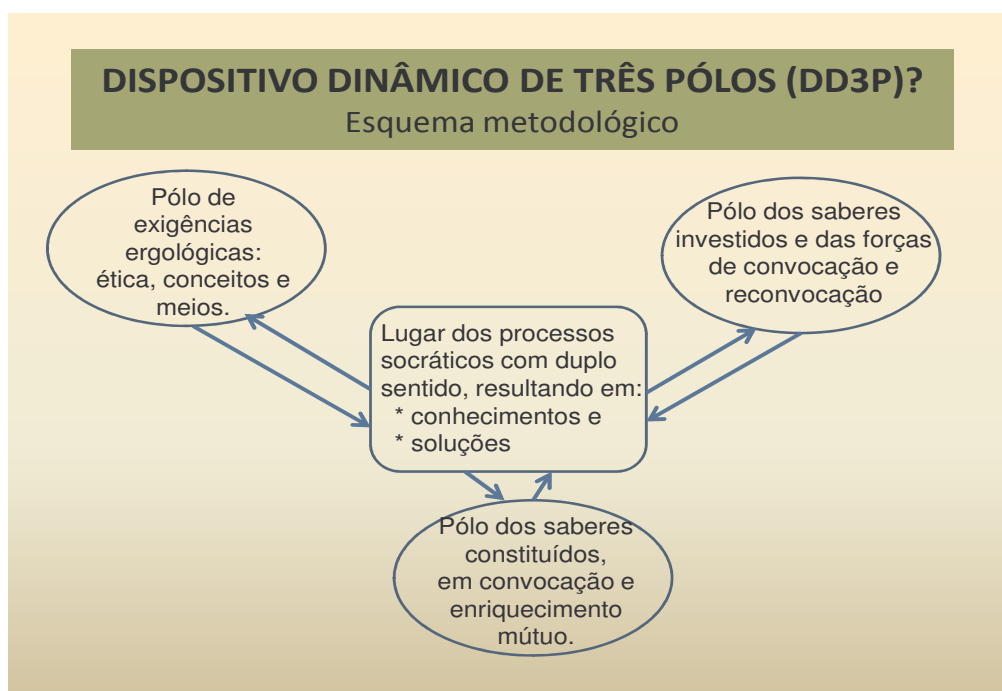 DISPOSITIVO DINÂMICO DE TRÊS PÓLOS (DD3P)?
Esquema metodológico
Pólo de
exigências
ergológicas:
ética, conceitos e
meios.
Pólo dos saberes
investidos e das forças
de convocação e
reconvocação
Lugar dos processos
socráticos com duplo
sentido, resultando em:
* conhecimentos e
* soluções
Pólo dos saberes
constituídos,
em convocação e
enriquecimento
mútuo.